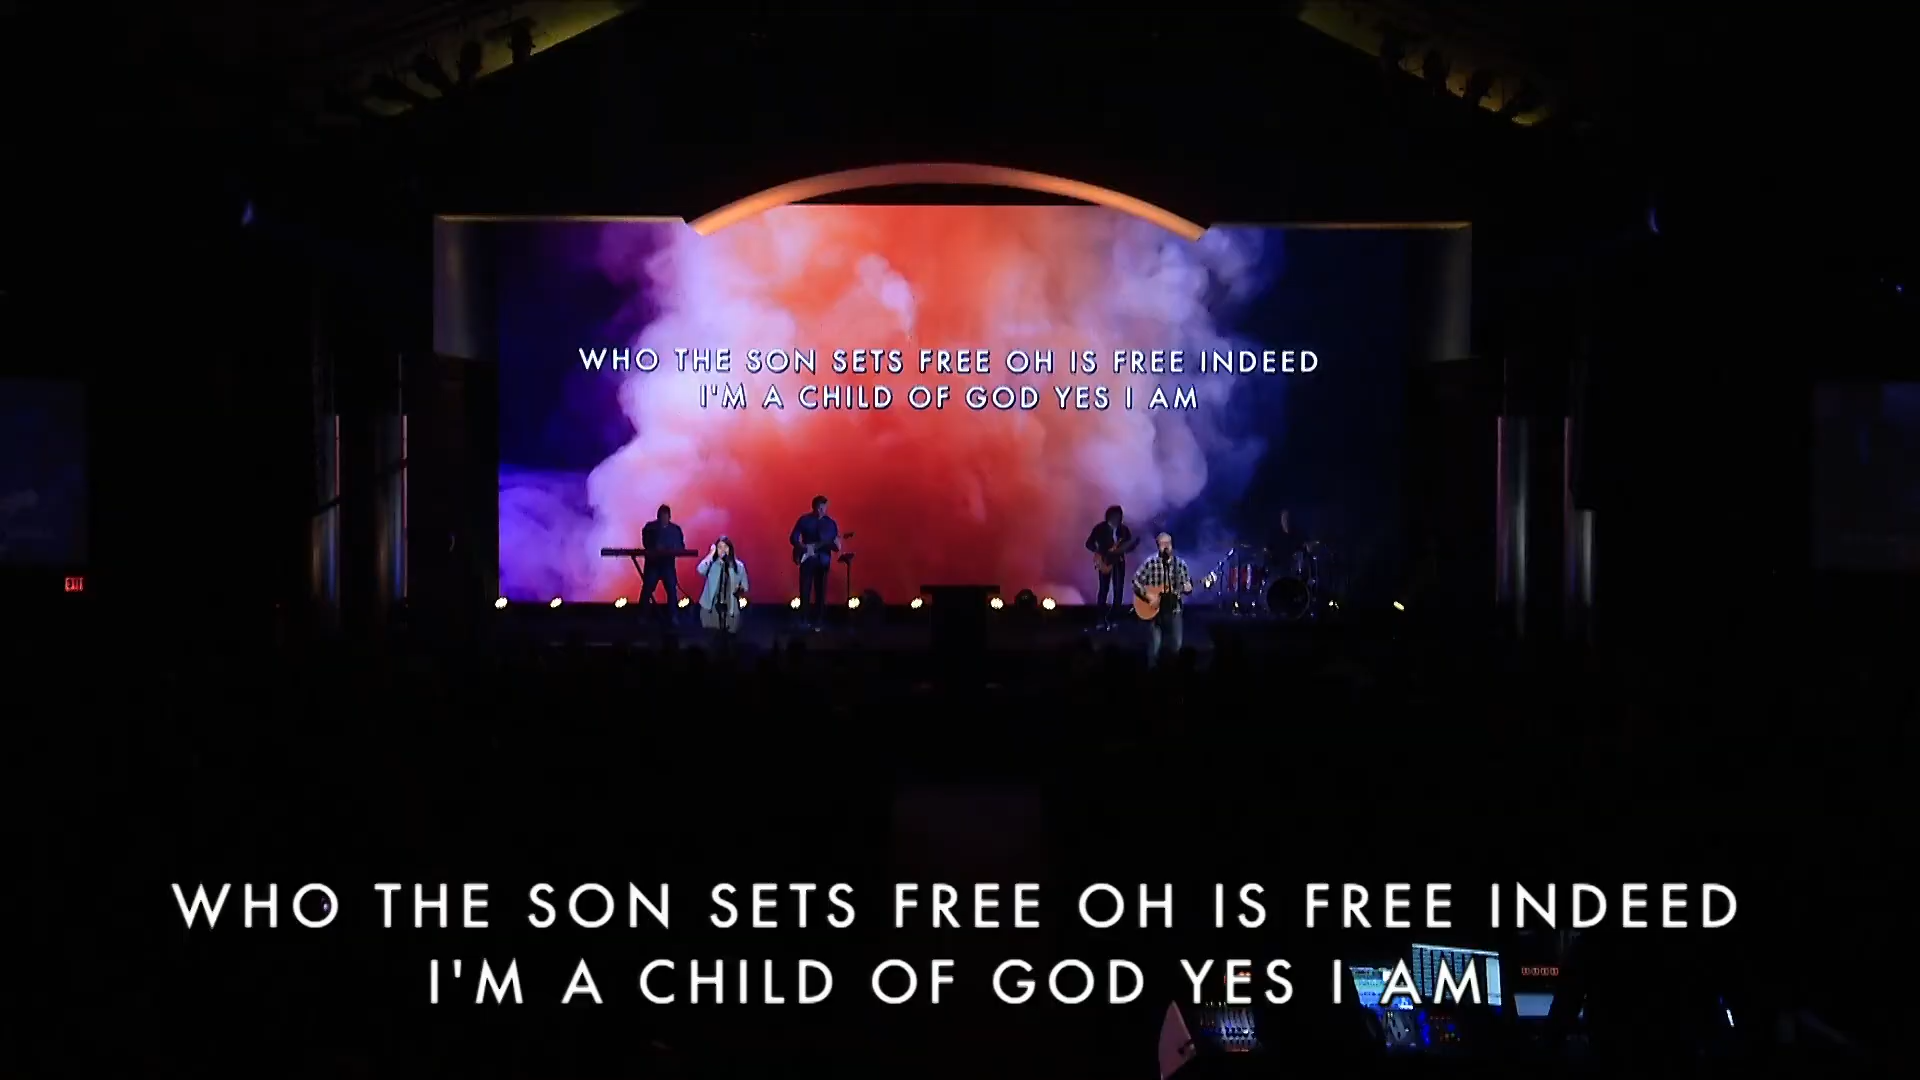 WHO THE SON SETS FREE OH IS FREE INDEED
I'M A CHILD OF GOD YES I AM
EXIT
WHO THE SON SETS FREE OH IS FREE INDEED
I'M A CHILD OF GOD YES I AM